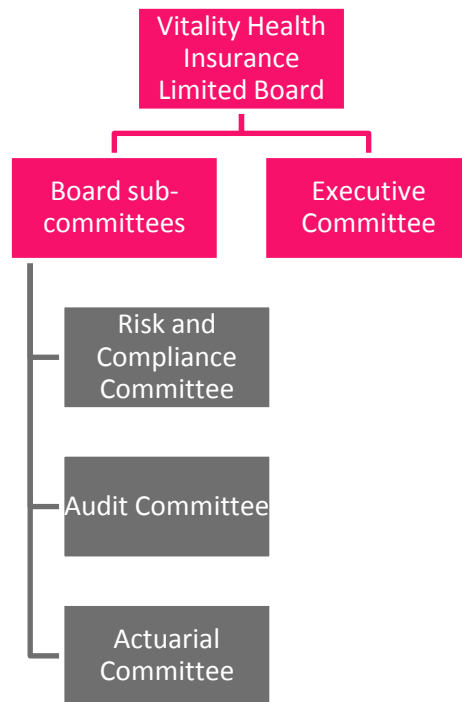 Vitality Health
Insurance
Limited Board
Board sub-
committees
Executive
Committee
Risk and
Compliance
Committee
Audit Committee
Actuarial
Committee